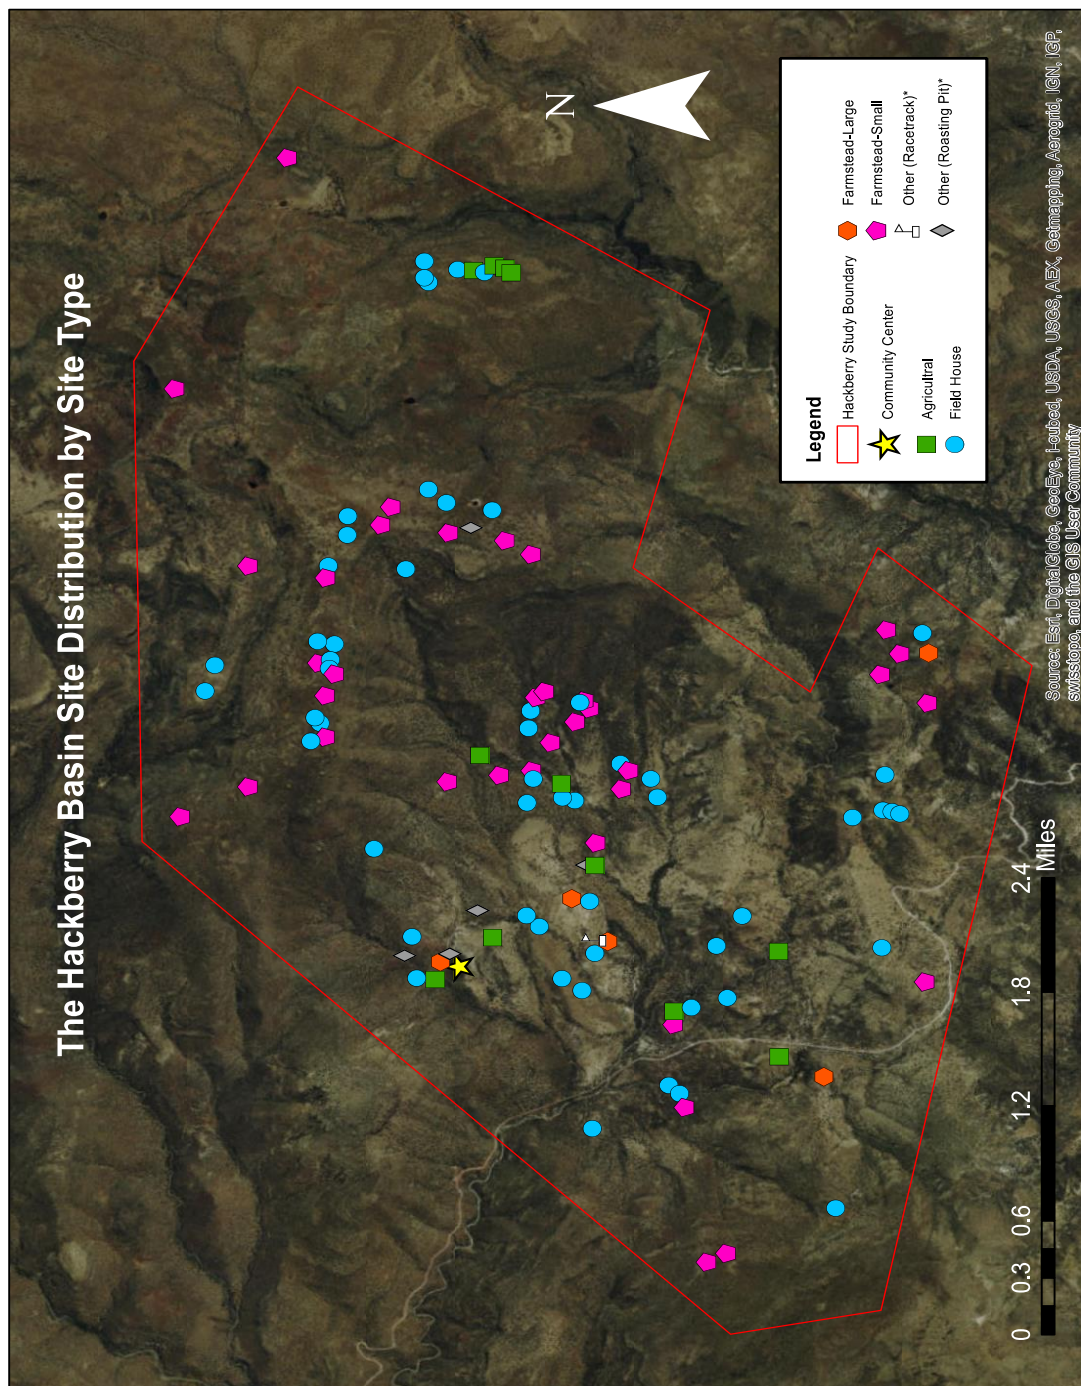 The Hackberry Basin Site Distribution by Site Type
N
Legend
Hackberry Study Boundary
Community Center
Agricultral
Field House
Farmstead-Large
Farmstead-Small
Other (Racetrack)*
Other (Roasting Pit)*
0 0.3 0.6 1.2 1.8 2.4
Miles
Source: Esri, DigitalGlobe, GeoEye, i-cubed, USDA, USGS, AEX, Getmapping, Aerogrid, IGN, IGP,
swisstopo, and the GIS User Community